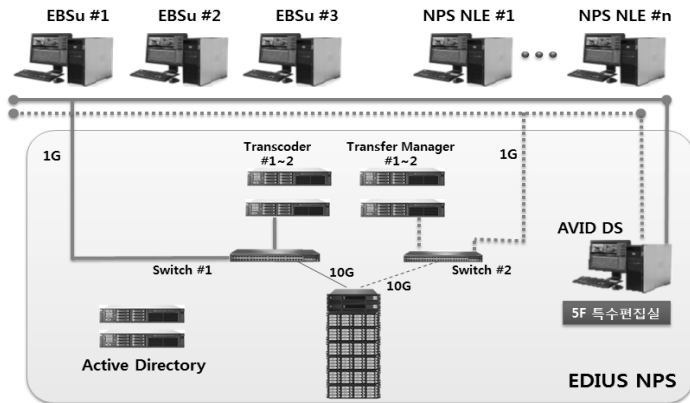 EBSu #1
EBSu #2
EBSu #3
NPS NLE #1
NPS NLE #n
1G
Transcoder
#1~2
Transfer Manager
#1~2
1G
AVID DS
Switch #1
10G
10G
Switch #2
5F 특수편집실
Active Directory
EDIUS NPS